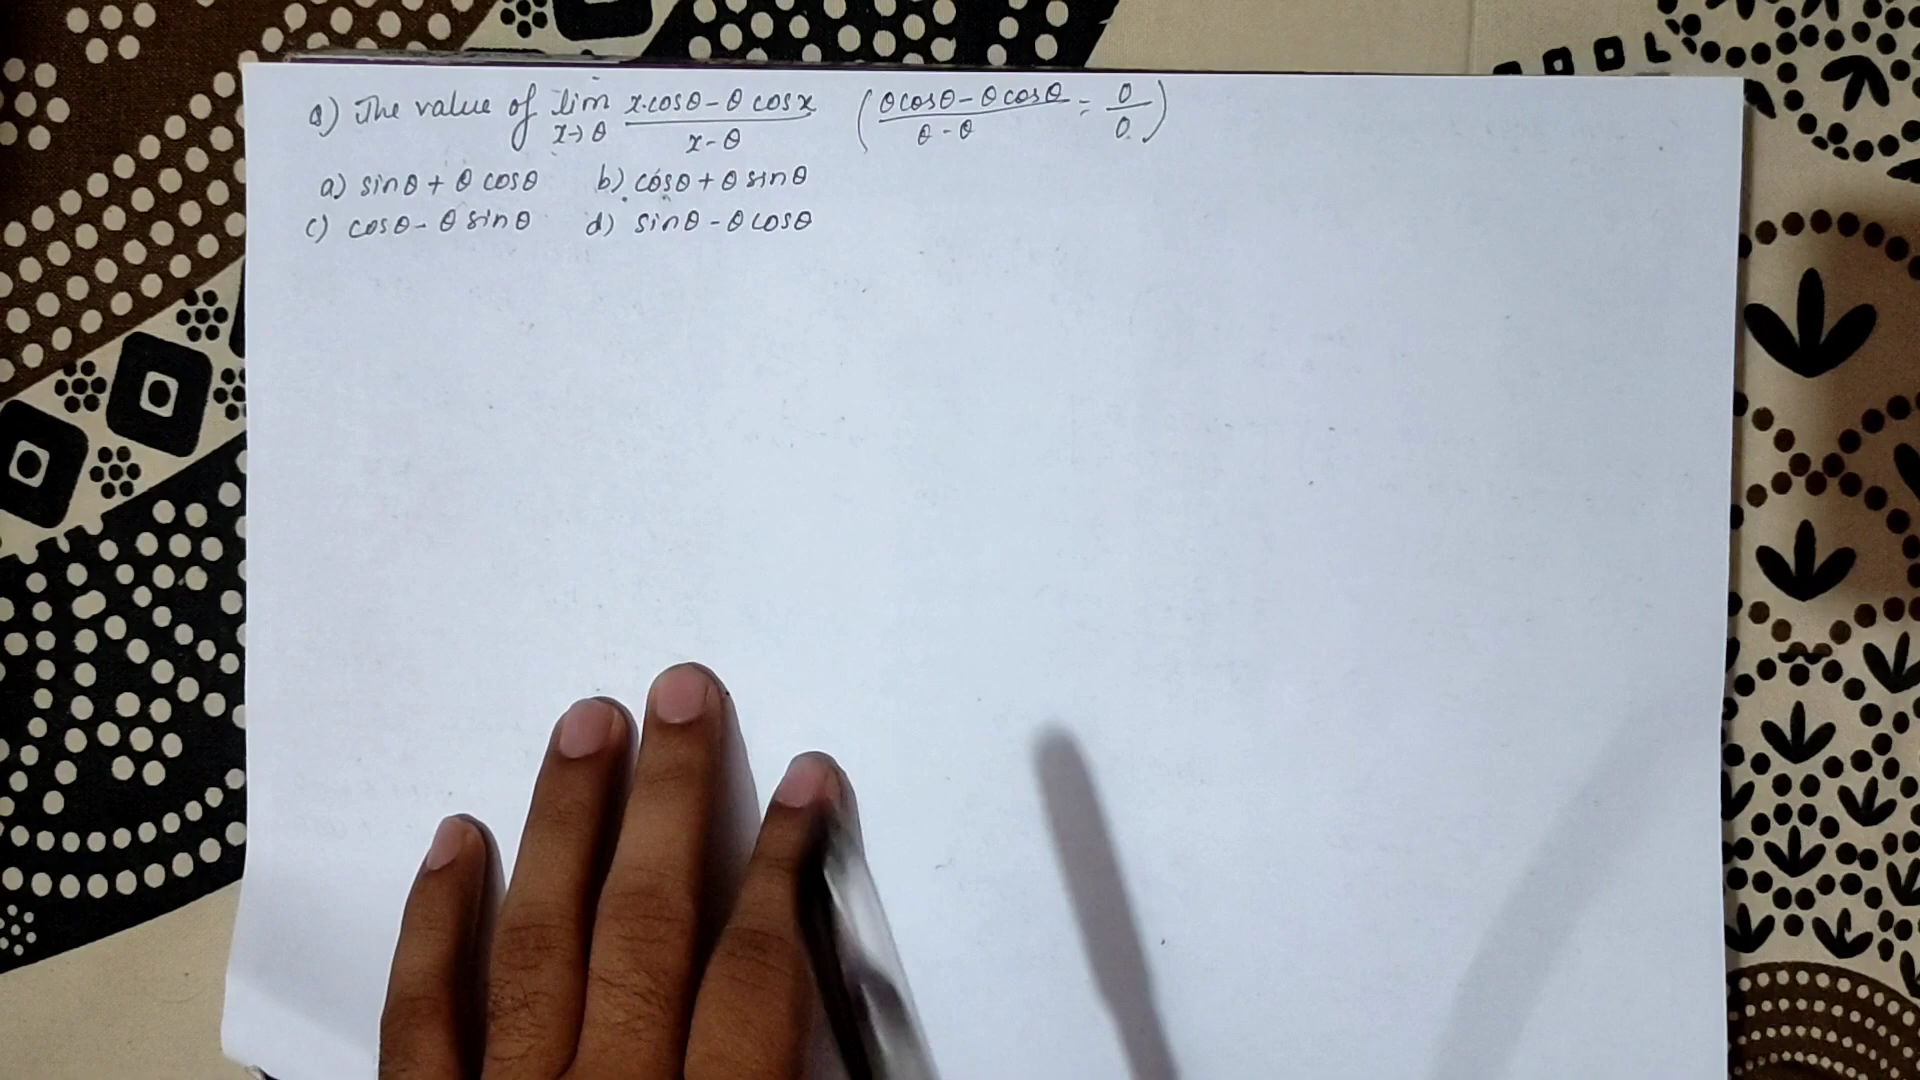 Q) The value of lim x→θ (x·cosθ - θ cosx)/(x-θ) ((θcosθ - θcosθ)/(θ-θ) = 0/0)
a) sinθ + θ cosθ b) cosθ + θ sinθ
c) cosθ - θ sinθ d) sinθ - θ cosθ